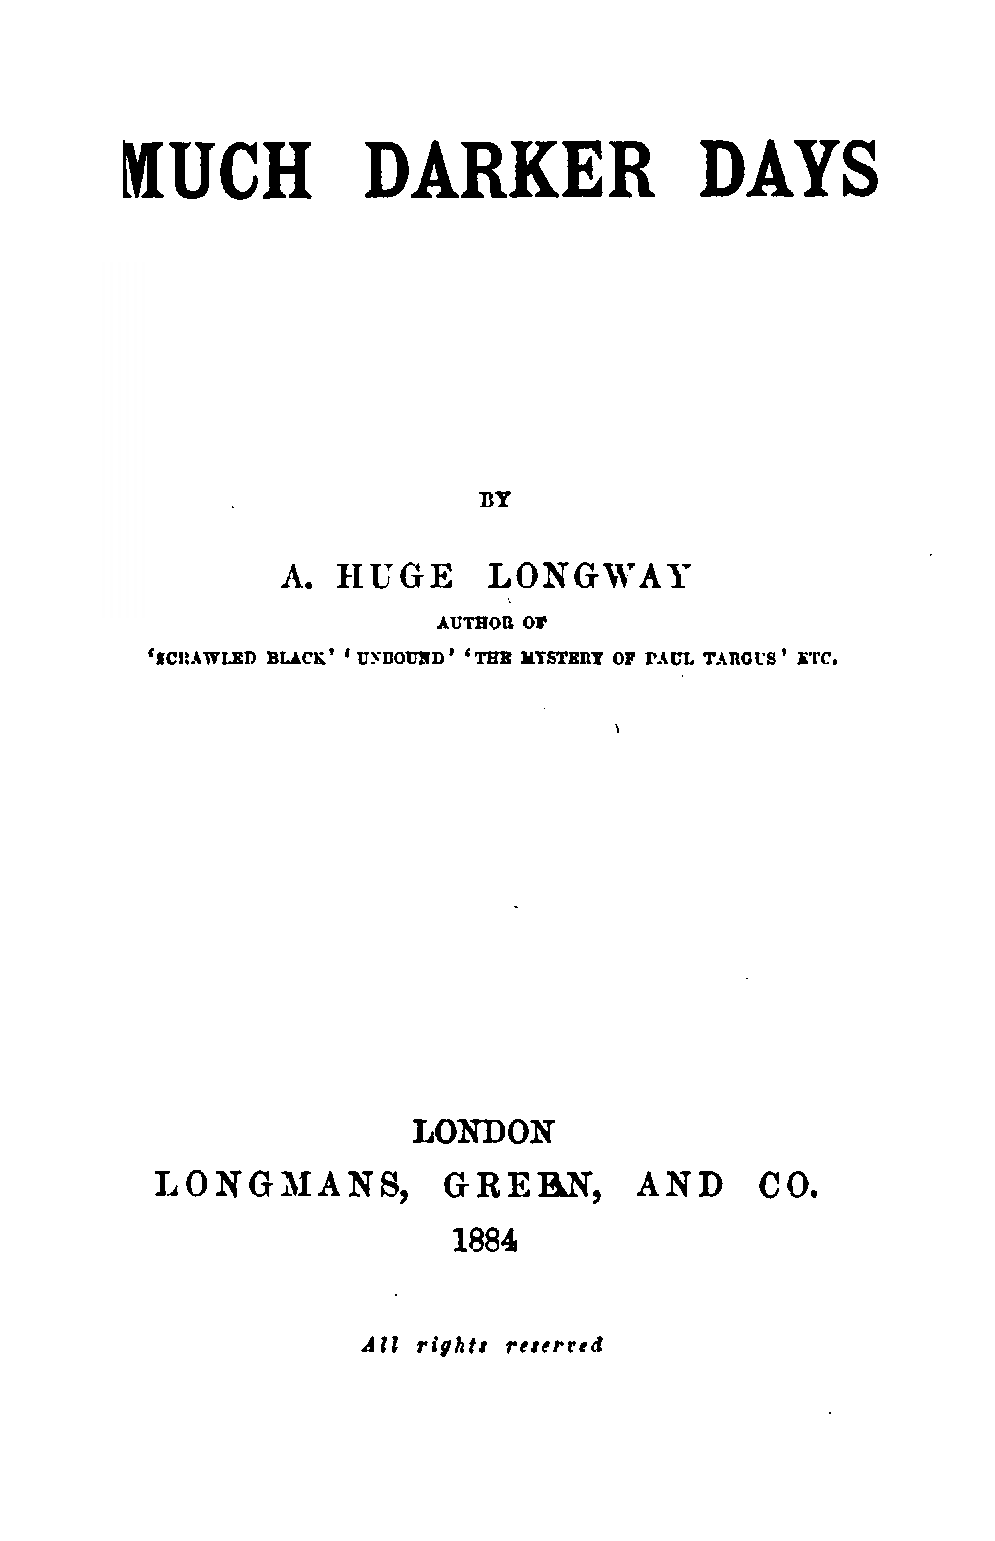 MUCH DARKER DAYS
BY
A. HUGE LONGWAY
AUTHOR OF
‘SCRAWLED BLACK’ ‘UNBOUND’ ‘THE MYSTERY OF PAUL TARGUS’ ETC.
LONDON
LONGMANS, GREEN, AND CO.
1884
All rights reserved